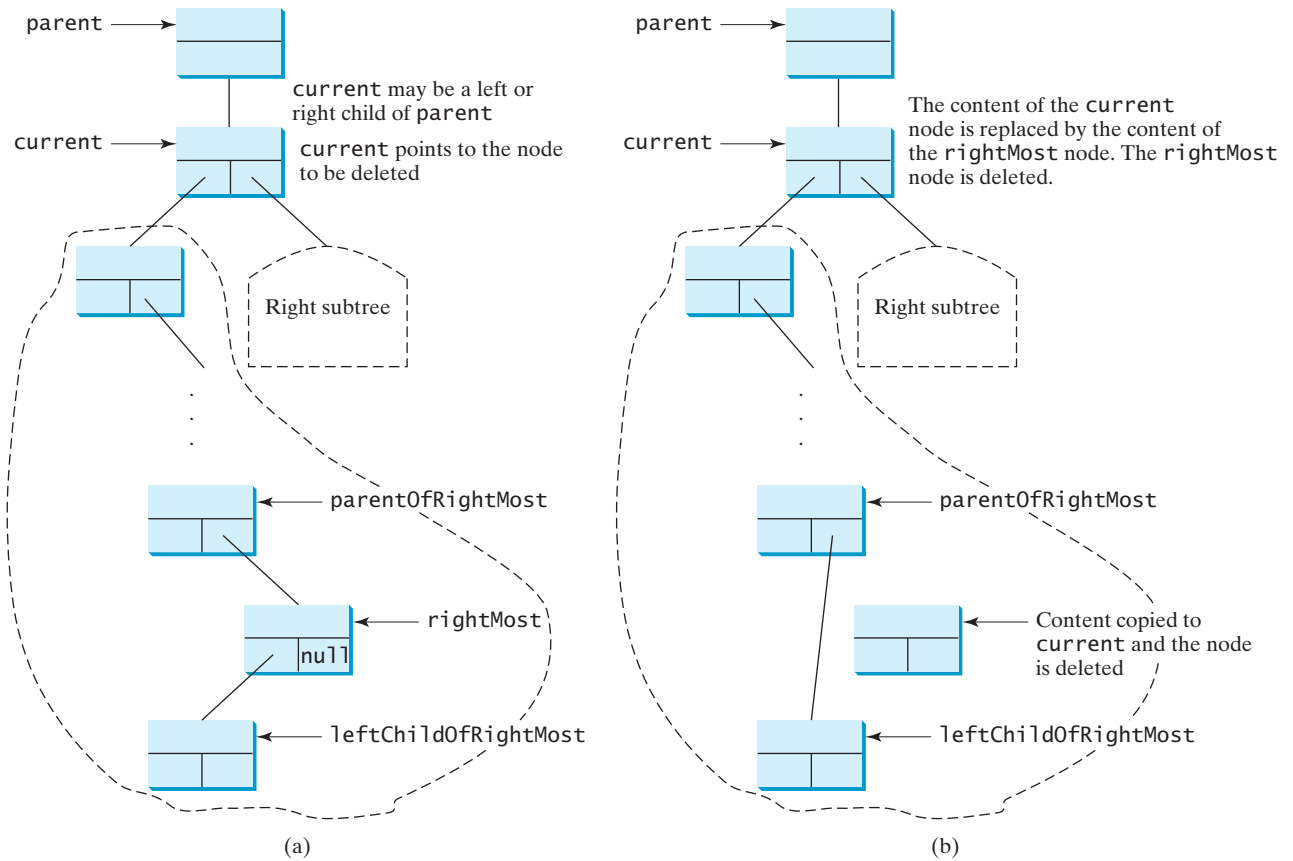 parent
current may be a left or
right child of parent
current
current points to the node
to be deleted
Right subtree
.
.
.
parentOfRightMost
rightMost
null
leftChildOfRightMost
(a)
parent
The content of the current
node is replaced by the content of
the rightMost node. The rightMost
node is deleted.
current
Right subtree
.
.
.
parentOfRightMost
Content copied to
current and the node
is deleted
leftChildOfRightMost
(b)